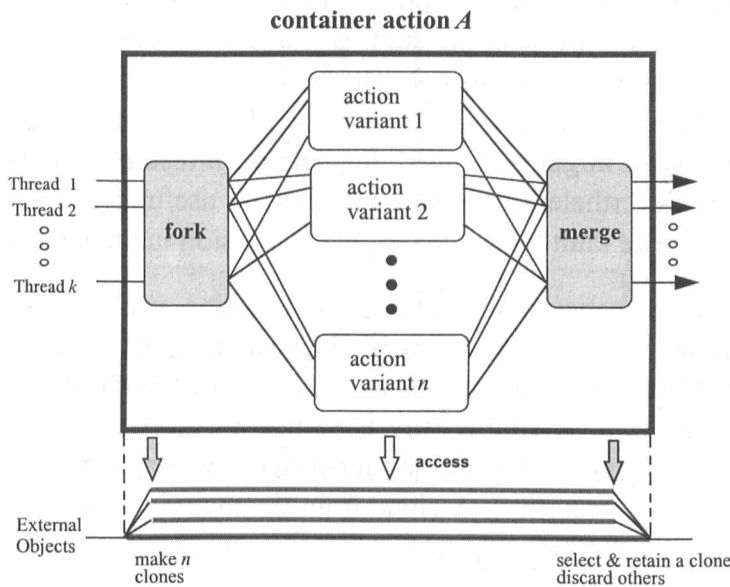 container action A
action
variant 1
Thread 1
Thread 2
Thread k
fork
action
variant 2
merge
action
variant n
access
External
Objects
make n
clones
select & retain a clone
discard others